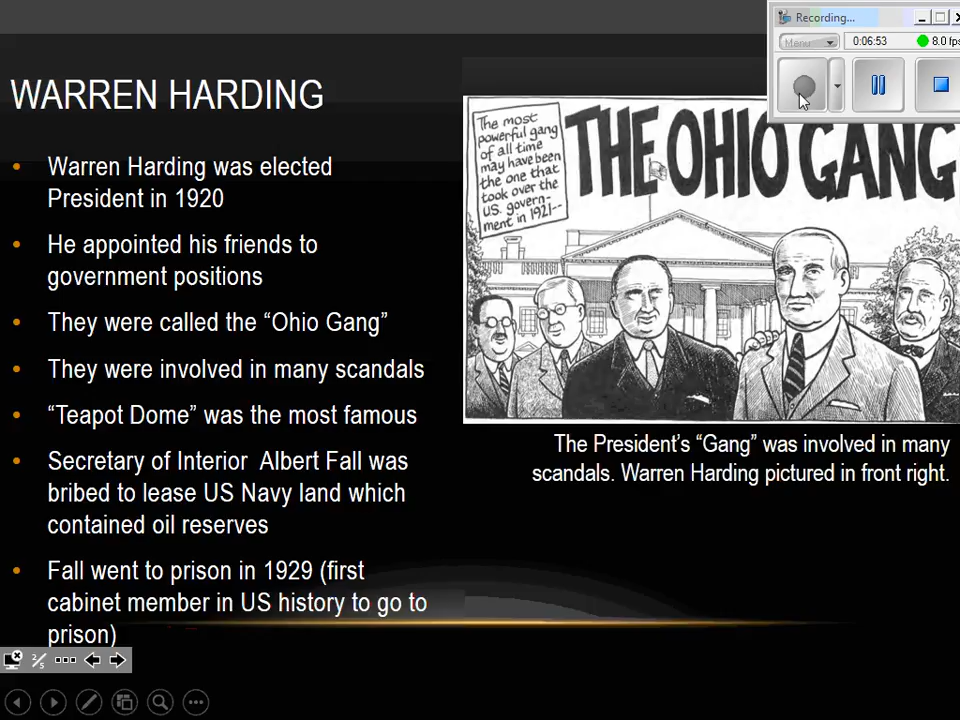 Recording...
Menu
0:06:53
8.0 fps
WARREN HARDING
• Warren Harding was elected
President in 1920
• He appointed his friends to
government positions
• They were called the “Ohio Gang”
• They were involved in many scandals
• “Teapot Dome” was the most famous
• Secretary of Interior Albert Fall was
bribed to lease US Navy land which
contained oil reserves
• Fall went to prison in 1929 (first
cabinet member in US history to go to
prison)
The most
powerful gang
of all time
may have been
the one that
took over the
U.S. govern-
ment in 1921--
THE OHIO GANG
The President’s “Gang” was involved in many
scandals. Warren Harding pictured in front right.
2/5